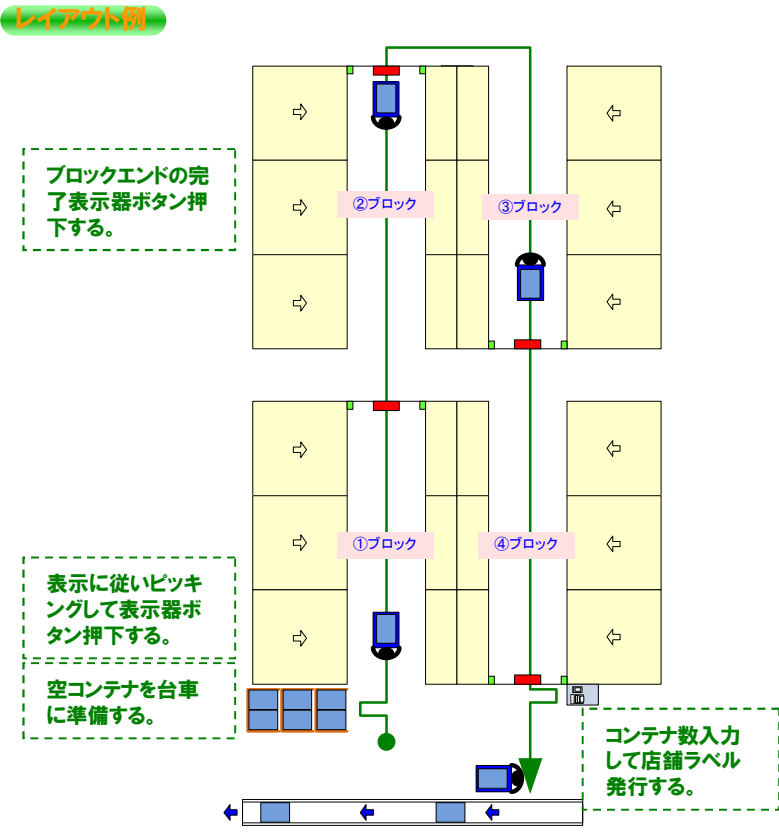 レイアウト例
ブロックエンドの完
了表示器ボタン押
下する。
②ブロック
③ブロック
①ブロック
④ブロック
表示に従いピッキ
ングして表示器ボ
タン押下する。
空コンテナを台車
に準備する。
コンテナ数入力
して店舗ラベル
発行する。